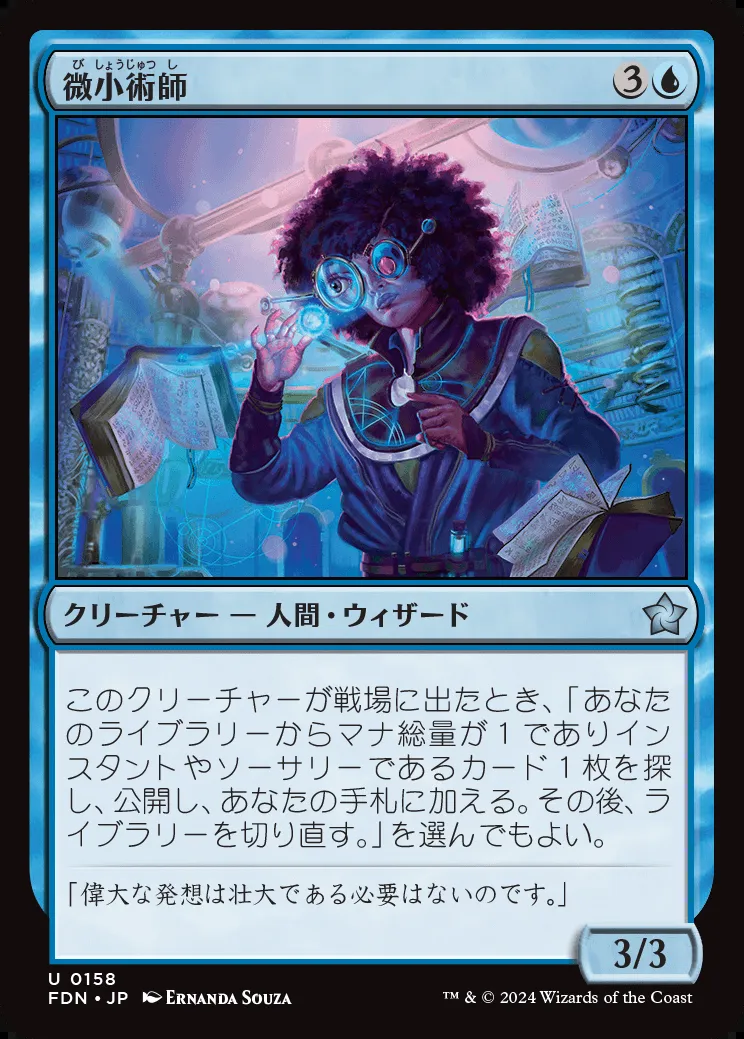 び しょうじゅつ し
微小術師
3
クリーチャー — 人間・ウィザード
このクリーチャーが戦場に出たとき、「あなた
のライブラリーからマナ総量が1でありイン
スタントやソーサリーであるカード1枚を探
し、公開し、あなたの手札に加える。その後、ラ
イブラリーを切り直す。」を選んでもよい。
「偉大な発想は壮大である必要はないのです。」
3/3
U 0158
FDN • JP Ernanda Souza
™ & © 2024 Wizards of the Coast